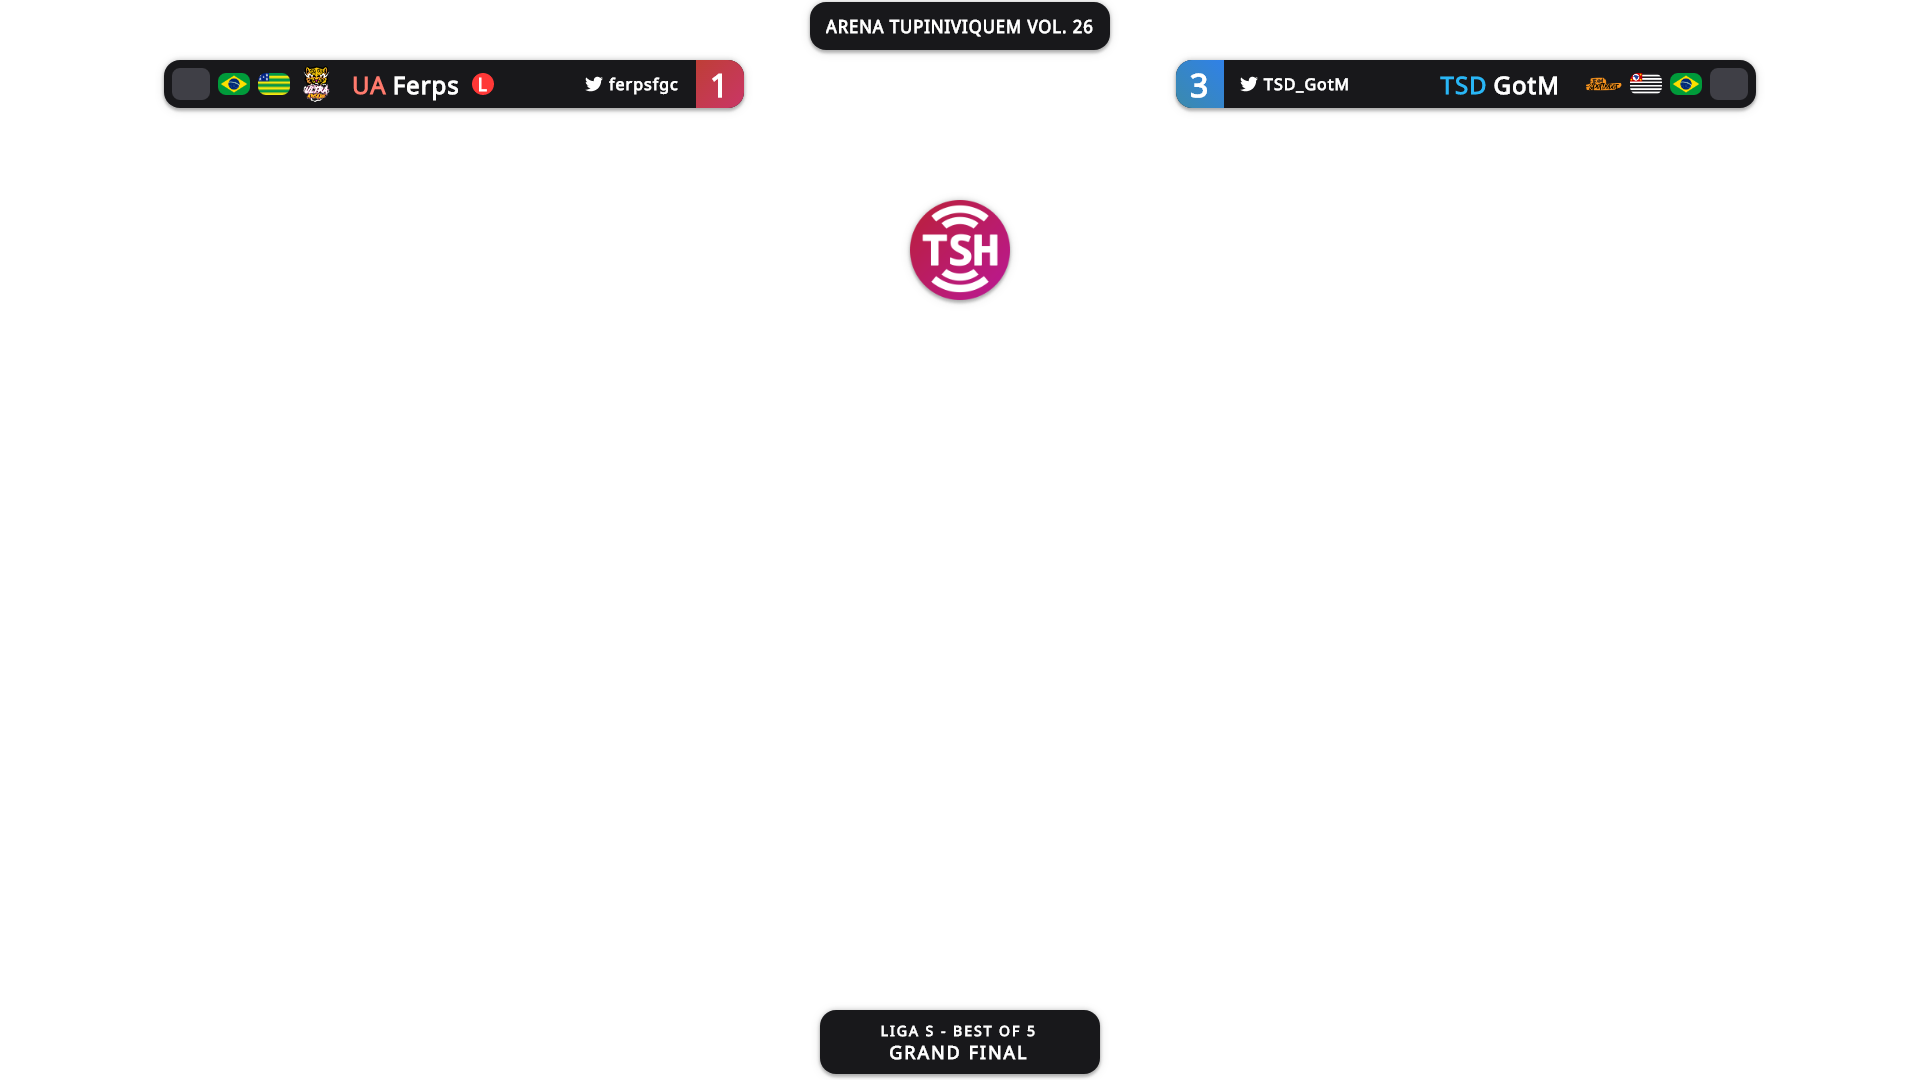 ARENA TUPINIVIQUEM VOL. 26
UA Ferps L ferpsfgc 1
3 TSD_GotM TSD GotM
TSH
LIGA S - BEST OF 5
GRAND FINAL